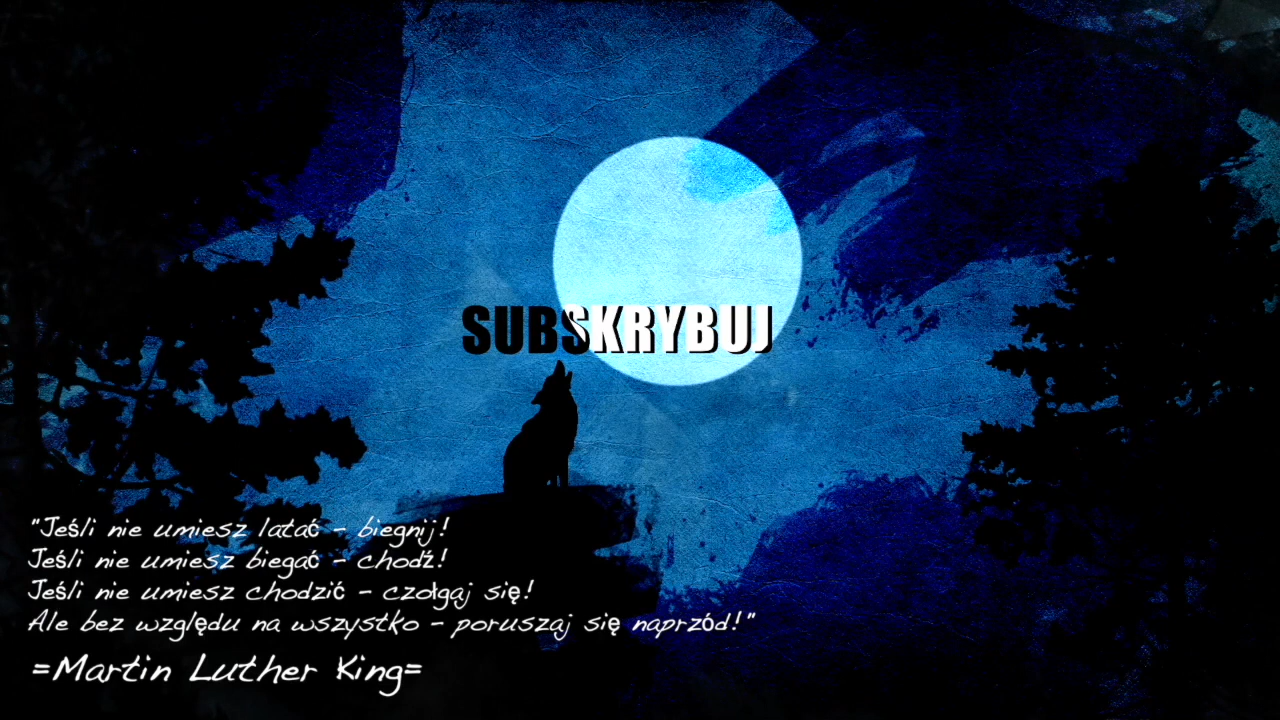 SUBSKRYBUJ
"Jeśli nie umiesz latać - biegnij!
Jeśli nie umiesz biegać - chodź!
Jeśli nie umiesz chodzić - czołgaj się!
Ale bez względu na wszystko - poruszaj się naprzód!"
=Martin Luther King=